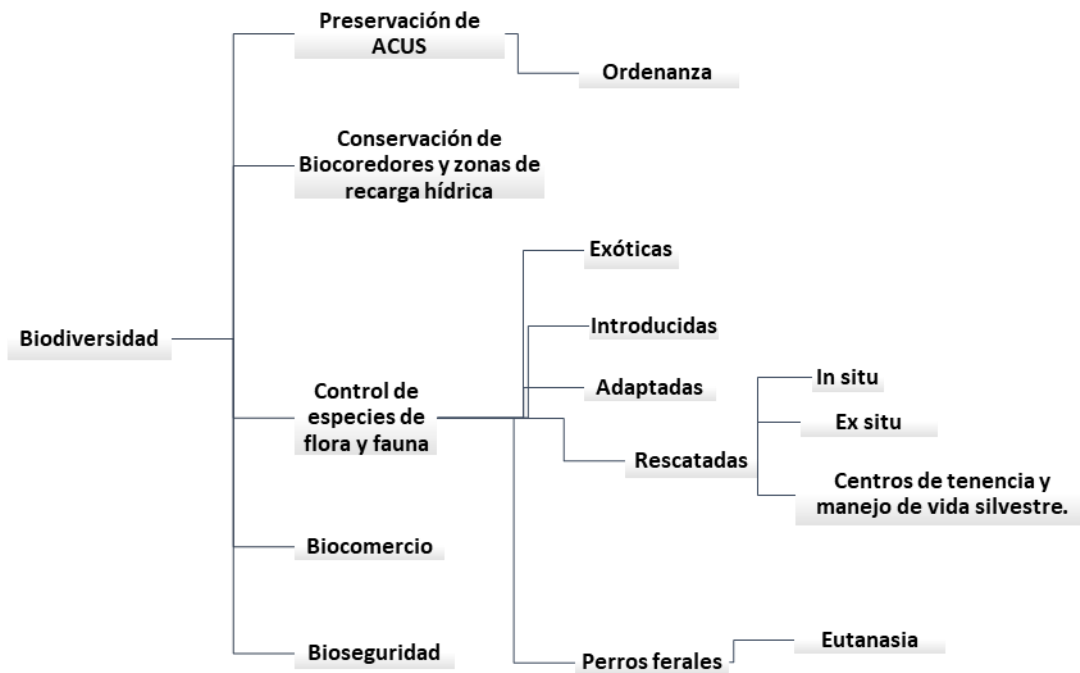 Preservación de
ACUS
Ordenanza
Conservación de
Biocoredores y zonas de
recarga hídrica
Exóticas
Introducidas
Biodiversidad
Control de
especies de
flora y fauna
Adaptadas
In situ
Ex situ
Rescatadas
Centros de tenencia y
manejo de vida silvestre.
Biocomercio
Bioseguridad
Perros ferales
Eutanasia